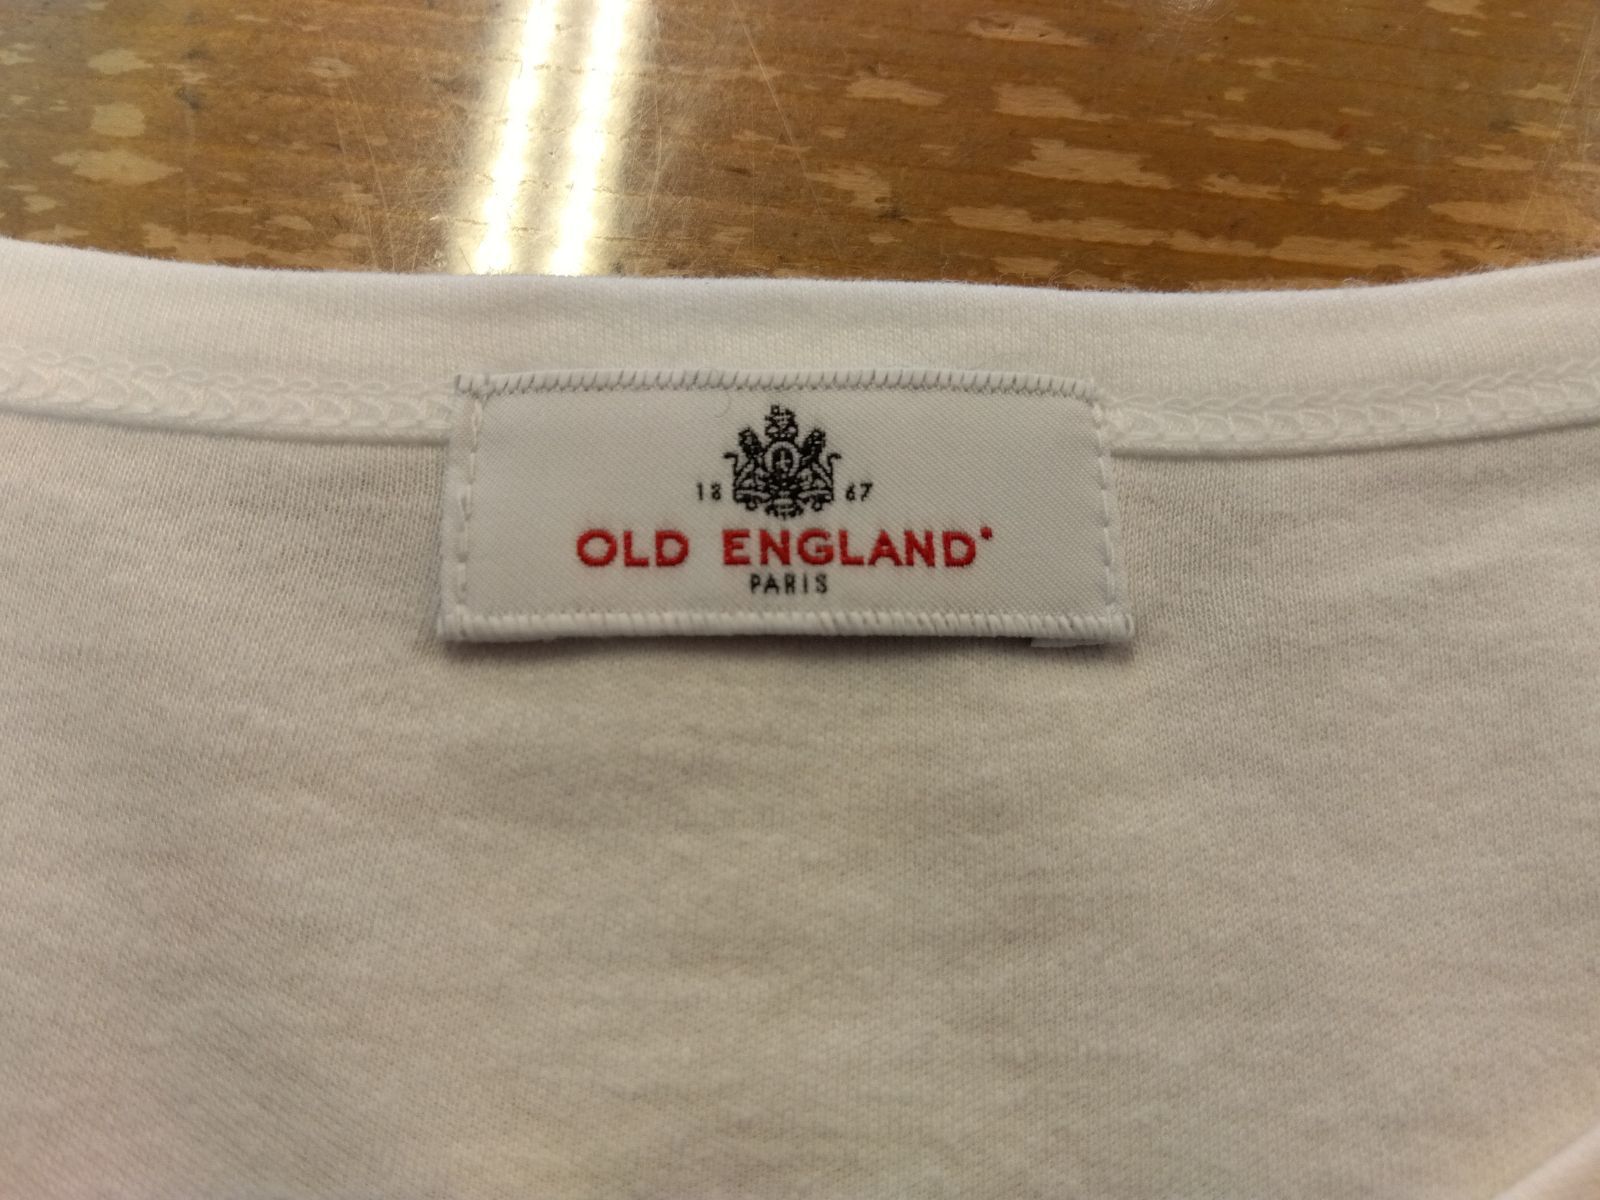 18 67
OLD ENGLAND
PARIS